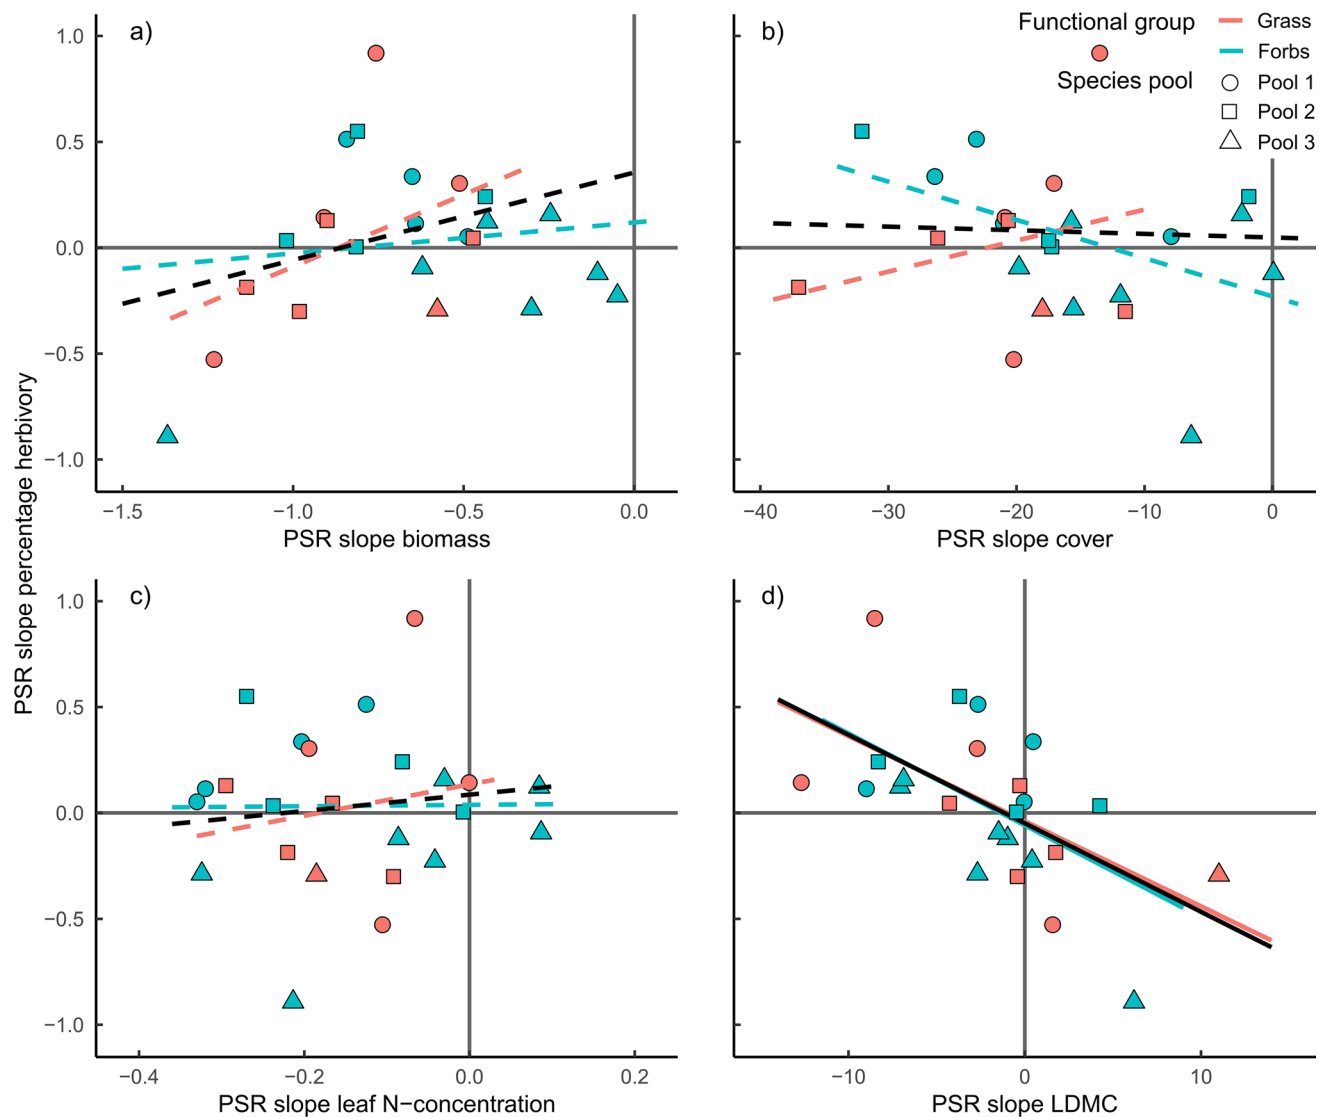 a)
1.0
0.5
0.0
−0.5
−1.0
−1.5
−1.0
−0.5
0.0
PSR slope biomass
b)
Functional group
Grass
Forbs
Species pool
Pool 1
Pool 2
Pool 3
−40
−30
−20
−10
0
PSR slope cover
PSR slope percentage herbivory
c)
1.0
0.5
0.0
−0.5
−1.0
−0.4
−0.2
0.0
0.2
PSR slope leaf N−concentration
d)
−10
0
10
PSR slope LDMC